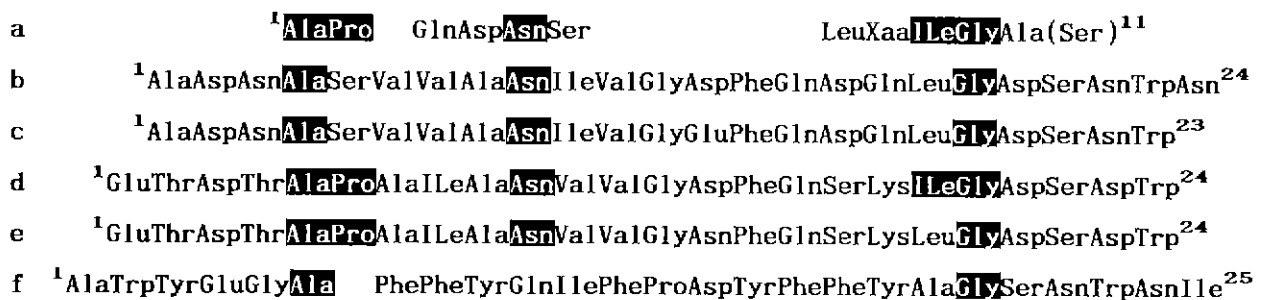 a ¹AlaPro GlnAspAsnSer LeuXaaILeGlyAla(Ser)¹¹
b ¹AlaAspAsnAlaSerValValAlaAsnIleValGlyAspPheGlnAspGlnLeuGlyAspSerAsnTrpAsn²⁴
c ¹AlaAspAsnAlaSerValValAlaAsnIleValGlyGluPheGlnAspGlnLeuGlyAspSerAsnTrp²³
d ¹GluThrAspThrAlaProAlaILeAlaAsnValValGlyAspPheGlnSerLysILeGlyAspSerAspTrp²⁴
e ¹GluThrAspThrAlaProAlaILeAlaAsnValValGlyAsnPheGlnSerLysLeuGlyAspSerAspTrp²⁴
f ¹AlaTrpTyrGluGlyAla PhePheTyrGlnIlePheProAspTyrPhePheTyrAlaGlySerAsnTrpAsnIle²⁵